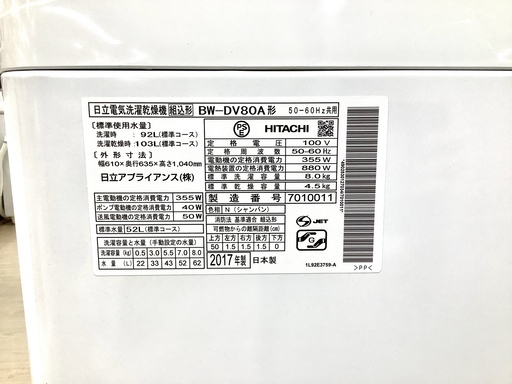 日立電気洗濯乾燥機 組込形 BW-DV80A形 50-60Hz共用
〔標準使用水量〕
洗濯時:92L(標準コース)
洗濯乾燥時:103L(標準コース)
〔外形寸法〕
幅610×奥行635×高さ1,040mm
日立アプライアンス(株)
PSE HITACHI
定格電圧 100V
定格周波数 50-60Hz
電動機の定格消費電力 355W
電熱装置の定格消費電力 880W
標準洗濯容量 8.0kg
標準乾燥容量 4.5kg
製造番号 7010011
主電動機の定格消費電力 355W
ポンプ電動機の定格消費電力 40W
送風電動機の定格消費電力 50W
標準水量 52L(標準コース)
洗濯容量と水量(手動設定の水量)
洗濯容量(kg) 0.5 3.0 5.5 7.0 8.0
水量(L) 22 33 43 52 62
色相 N(シャンパン)
消防法 基準適合 組込形
可燃物からの離隔距離(cm)
上方 左方 右方 前方 後方 下方
50 1.5 1.5 0 1.5 0
2017年製 日本製
S JET
1L92E3759-A
>PP<